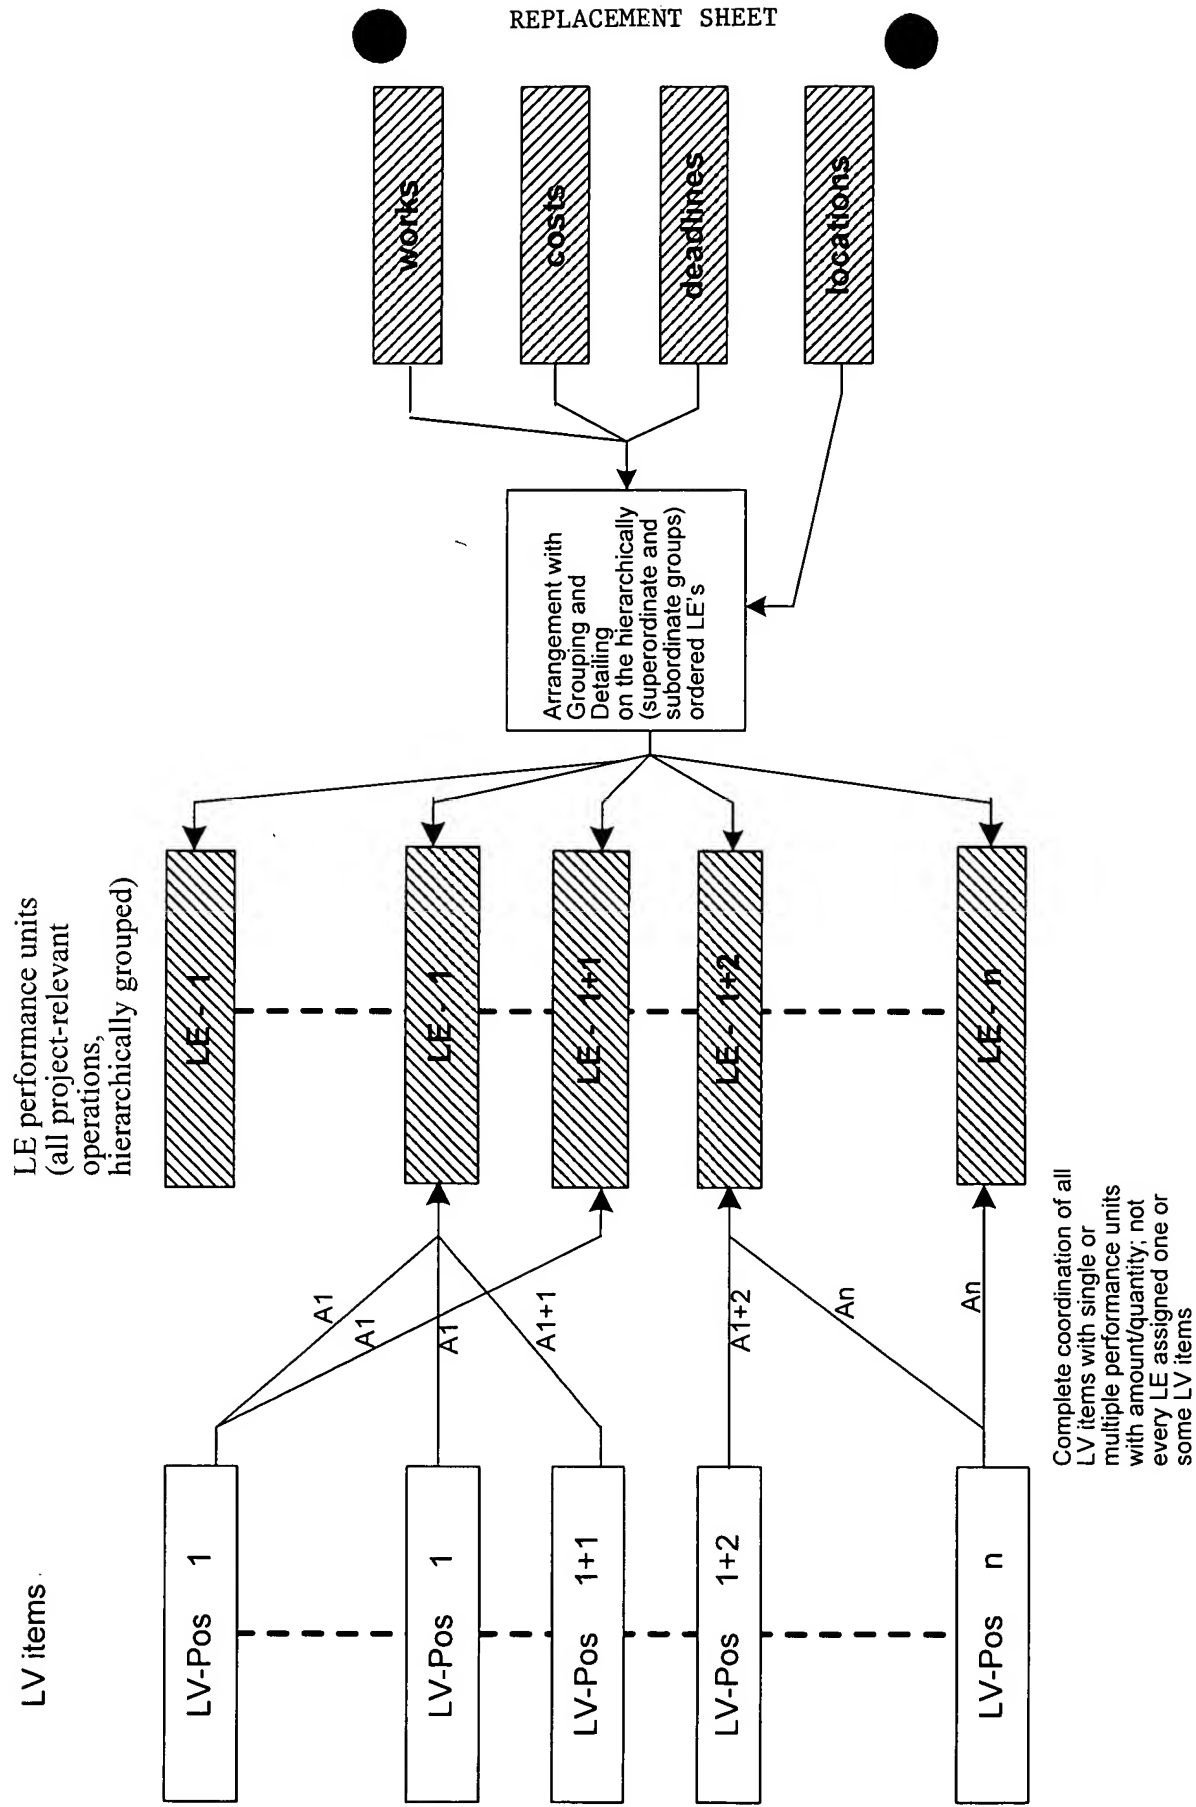 REPLACEMENT SHEET
LV items
LE performance units
(all project-relevant
operations,
hierarchically grouped)
LV-Pos 1
LV-Pos 1
LV-Pos 1+1
LV-Pos 1+2
LV-Pos n
A1
A1
A1
A1+1
A1+2
An
An
LE - 1
LE - 1
LE - 1+1
LE - 1+2
LE - n
Arrangement with
Grouping and
Detailing
on the hierarchically
(superordinate and
subordinate groups)
ordered LE's
works
costs
deadlines
locations
Complete coordination of all
LV items with single or
multiple performance units
with amount/quantity; not
every LE assigned one or
some LV items